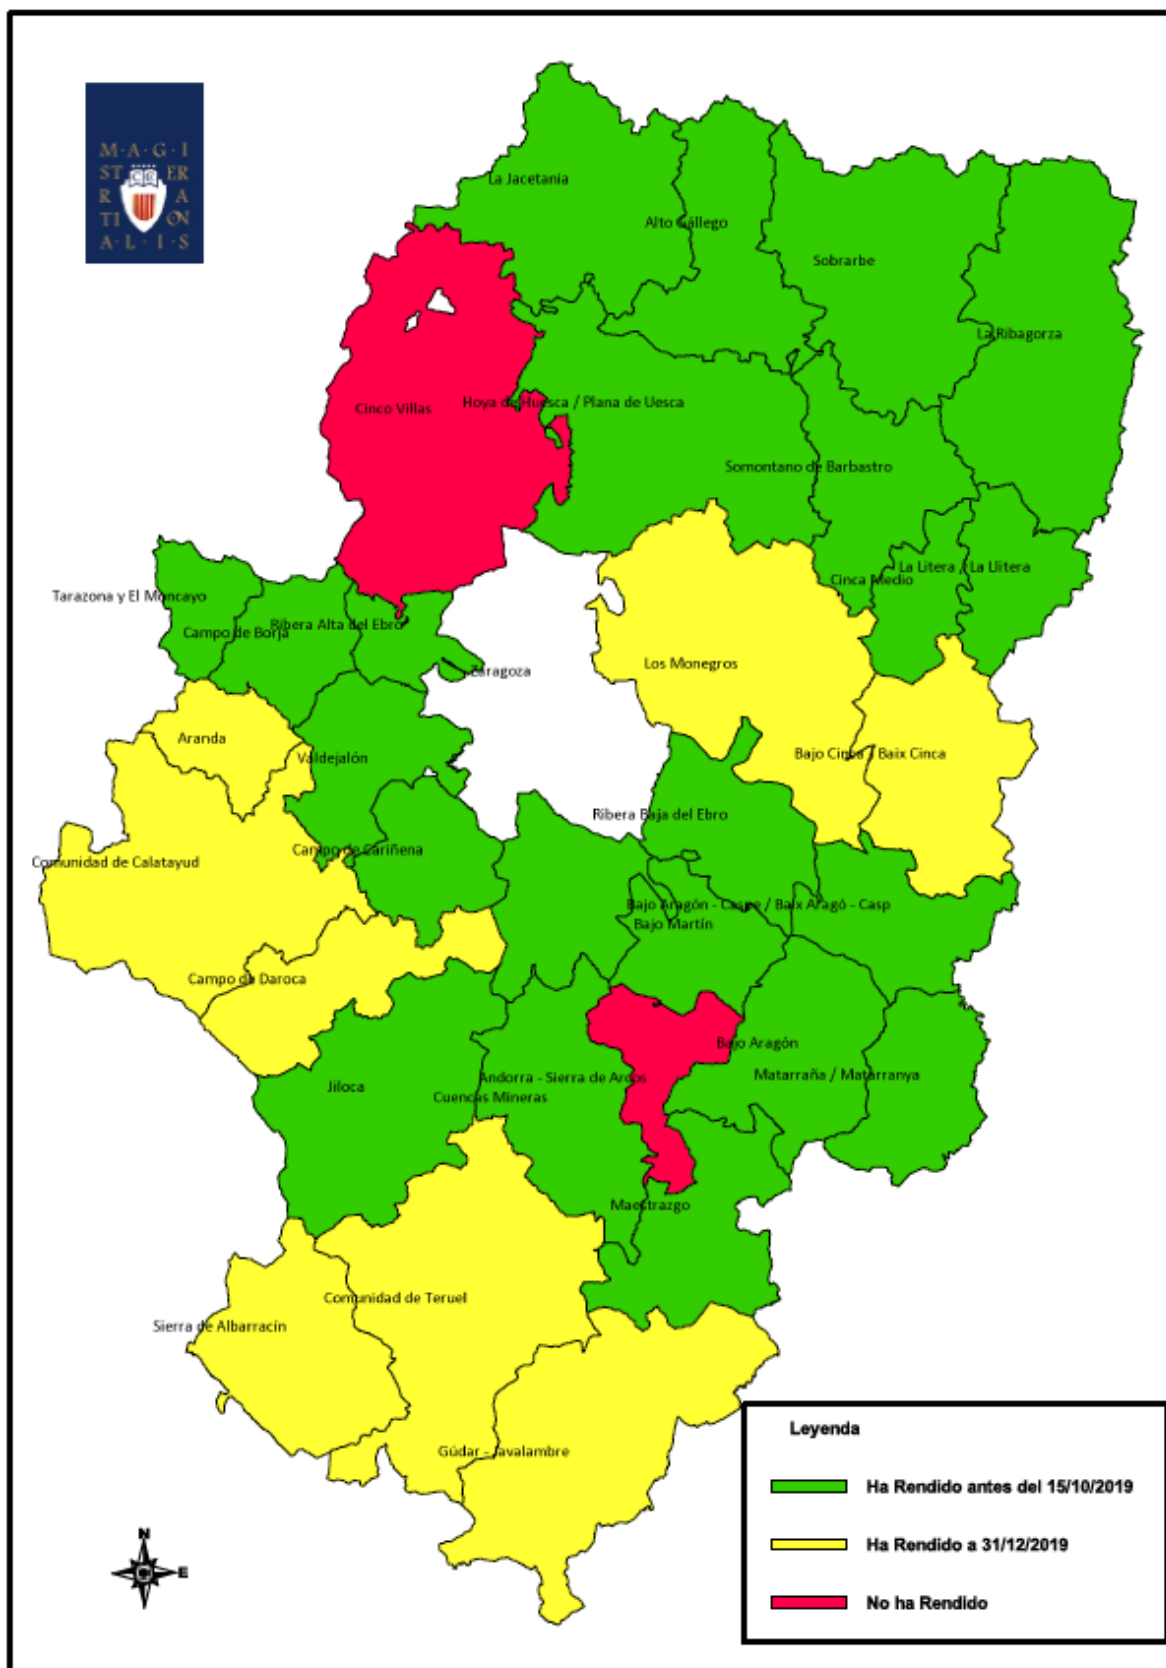 M·A·G·I
ST ER
R A
TI ON
A·L·I·S
La Jacetania
Alto Gállego
Sobrarbe
La Ribagorza
Cinco Villas
Hoya de Huesca / Plana de Uesca
Somontano de Barbastro
La Litera / La Llitera
Cinca Medio
Tarazona y El Moncayo
Ribera Alta del Ebro
Campo de Borja
Los Monegros
Zaragoza
Aranda
Bajo Cinca / Baix Cinca
Valdejalón
Ribera Baja del Ebro
Campo de Cariñena
Comunidad de Calatayud
Bajo Aragón - Caspe / Baix Aragó - Casp
Bajo Martín
Campo de Daroca
Bajo Aragón
Matarraña / Matarranya
Andorra - Sierra de Arcos
Jiloca
Cuencas Mineras
Maestrazgo
Comunidad de Teruel
Sierra de Albarracín
Gúdar - Javalambre
Leyenda
Ha Rendido antes del 15/10/2019
Ha Rendido a 31/12/2019
No ha Rendido
N
E